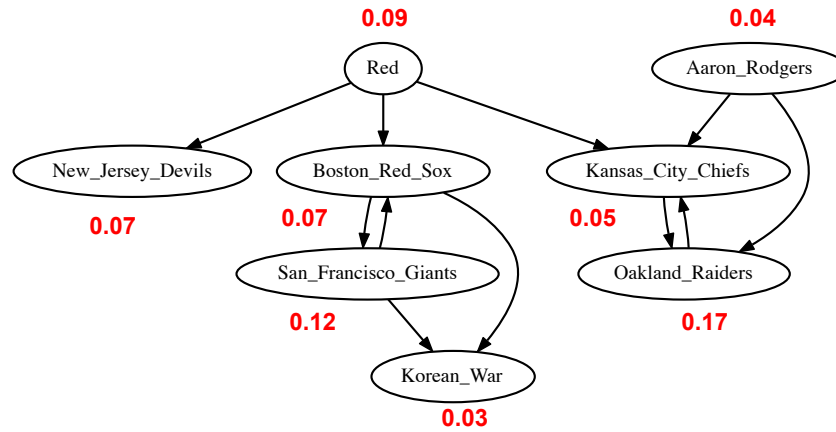 0.09
0.04
Red
Aaron_Rodgers
New_Jersey_Devils
Boston_Red_Sox
Kansas_City_Chiefs
0.07
0.07
0.05
San_Francisco_Giants
Oakland_Raiders
0.12
0.17
Korean_War
0.03